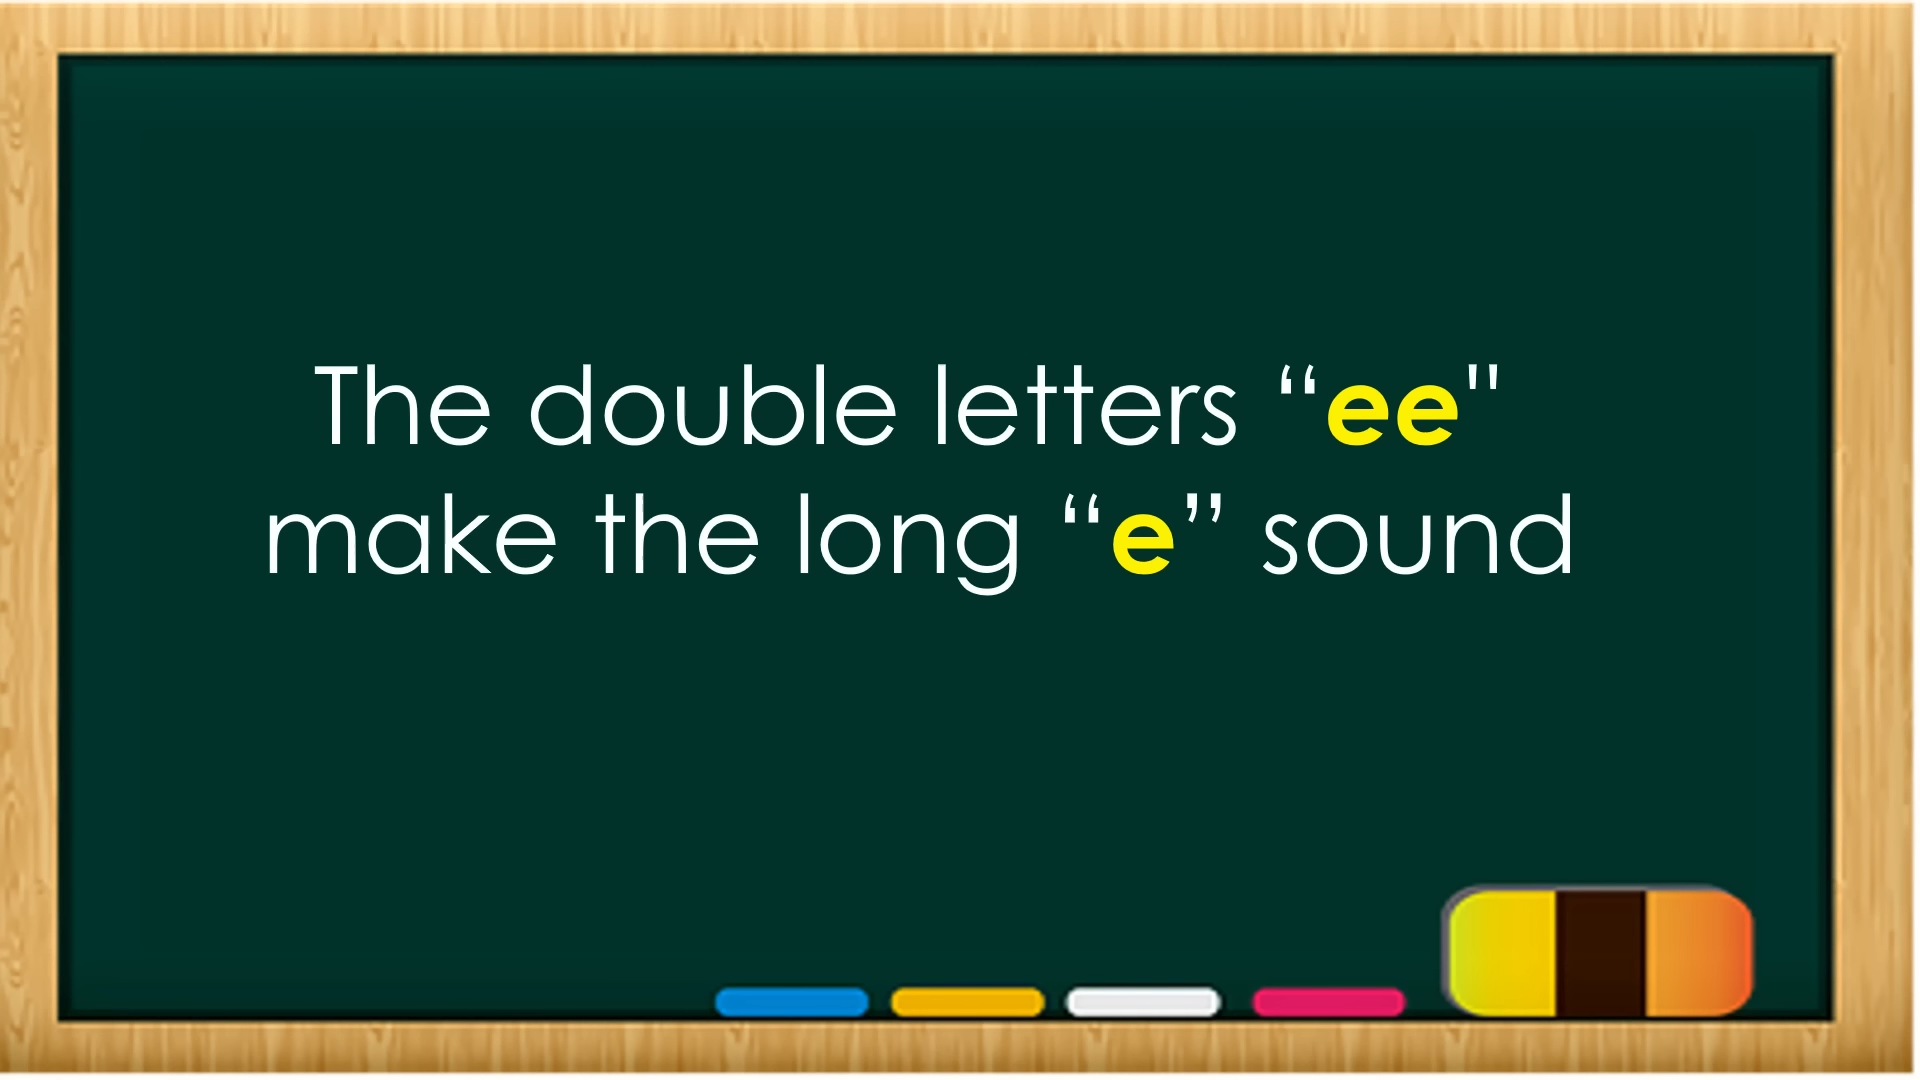 The double letters “ee"
make the long “e” sound